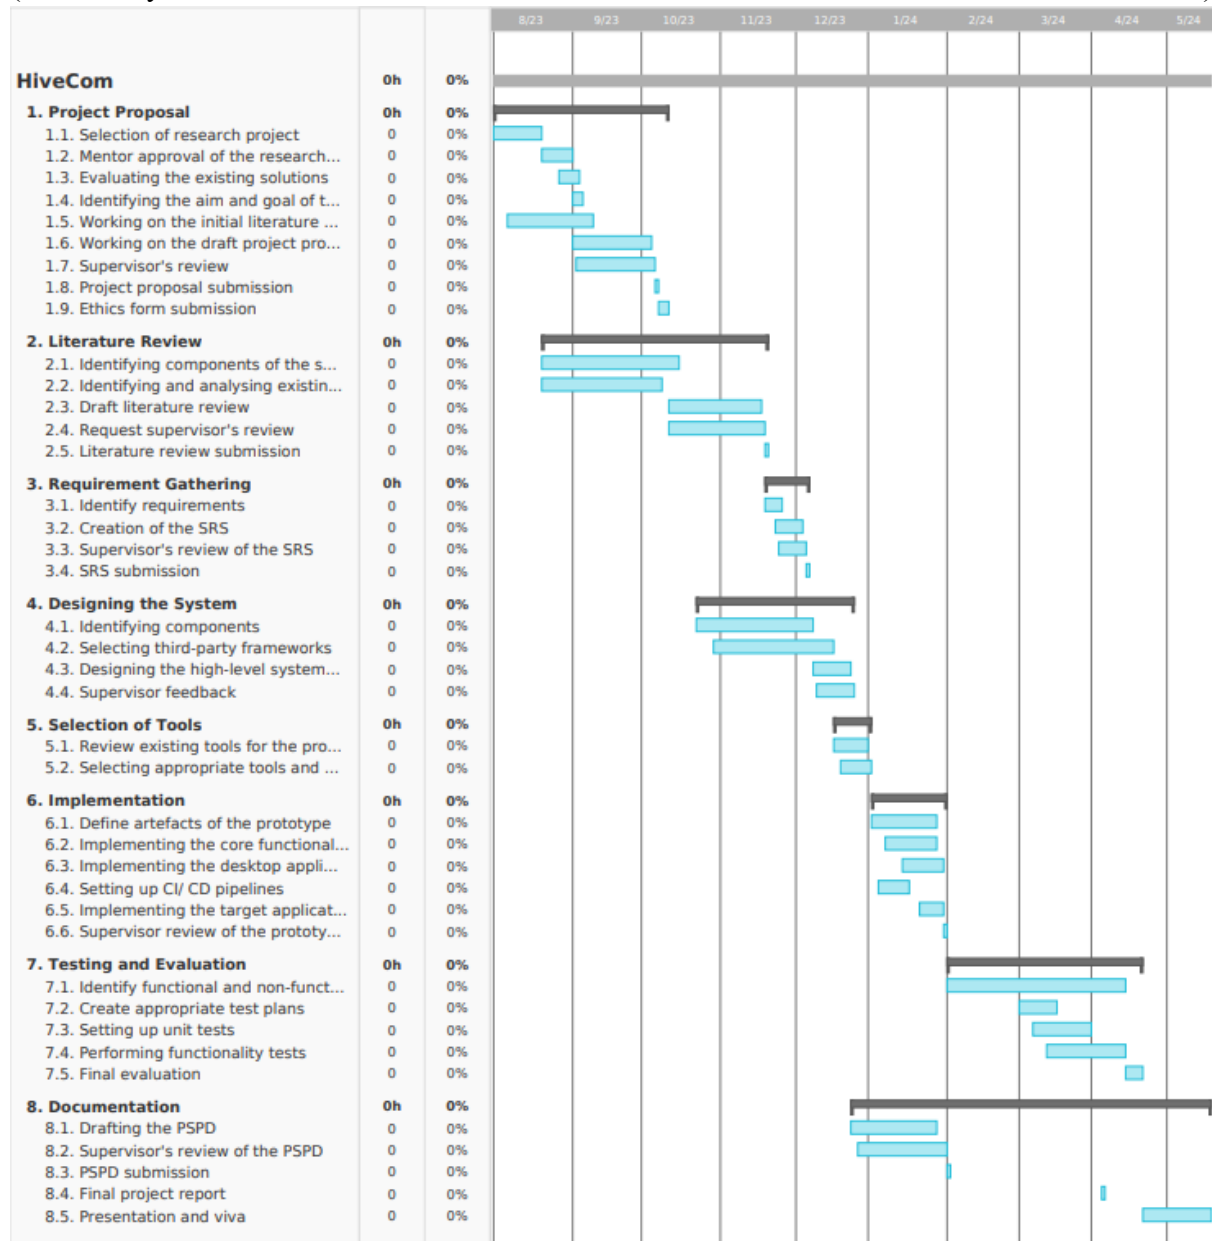 8/23 9/23 10/23 11/23 12/23 1/24 2/24 3/24 4/24 5/24
HiveCom 0h 0%
1. Project Proposal 0h 0%
1.1. Selection of research project 0 0%
1.2. Mentor approval of the research... 0 0%
1.3. Evaluating the existing solutions 0 0%
1.4. Identifying the aim and goal of t... 0 0%
1.5. Working on the initial literature ... 0 0%
1.6. Working on the draft project pro... 0 0%
1.7. Supervisor's review 0 0%
1.8. Project proposal submission 0 0%
1.9. Ethics form submission 0 0%
2. Literature Review 0h 0%
2.1. Identifying components of the s... 0 0%
2.2. Identifying and analysing existin... 0 0%
2.3. Draft literature review 0 0%
2.4. Request supervisor's review 0 0%
2.5. Literature review submission 0 0%
3. Requirement Gathering 0h 0%
3.1. Identify requirements 0 0%
3.2. Creation of the SRS 0 0%
3.3. Supervisor's review of the SRS 0 0%
3.4. SRS submission 0 0%
4. Designing the System 0h 0%
4.1. Identifying components 0 0%
4.2. Selecting third-party frameworks 0 0%
4.3. Designing the high-level system... 0 0%
4.4. Supervisor feedback 0 0%
5. Selection of Tools 0h 0%
5.1. Review existing tools for the pro... 0 0%
5.2. Selecting appropriate tools and ... 0 0%
6. Implementation 0h 0%
6.1. Define artefacts of the prototype 0 0%
6.2. Implementing the core functional... 0 0%
6.3. Implementing the desktop appli... 0 0%
6.4. Setting up CI/ CD pipelines 0 0%
6.5. Implementing the target applicat... 0 0%
6.6. Supervisor review of the prototy... 0 0%
7. Testing and Evaluation 0h 0%
7.1. Identify functional and non-funct... 0 0%
7.2. Create appropriate test plans 0 0%
7.3. Setting up unit tests 0 0%
7.4. Performing functionality tests 0 0%
7.5. Final evaluation 0 0%
8. Documentation 0h 0%
8.1. Drafting the PSPD 0 0%
8.2. Supervisor's review of the PSPD 0 0%
8.3. PSPD submission 0 0%
8.4. Final project report 0 0%
8.5. Presentation and viva 0 0%